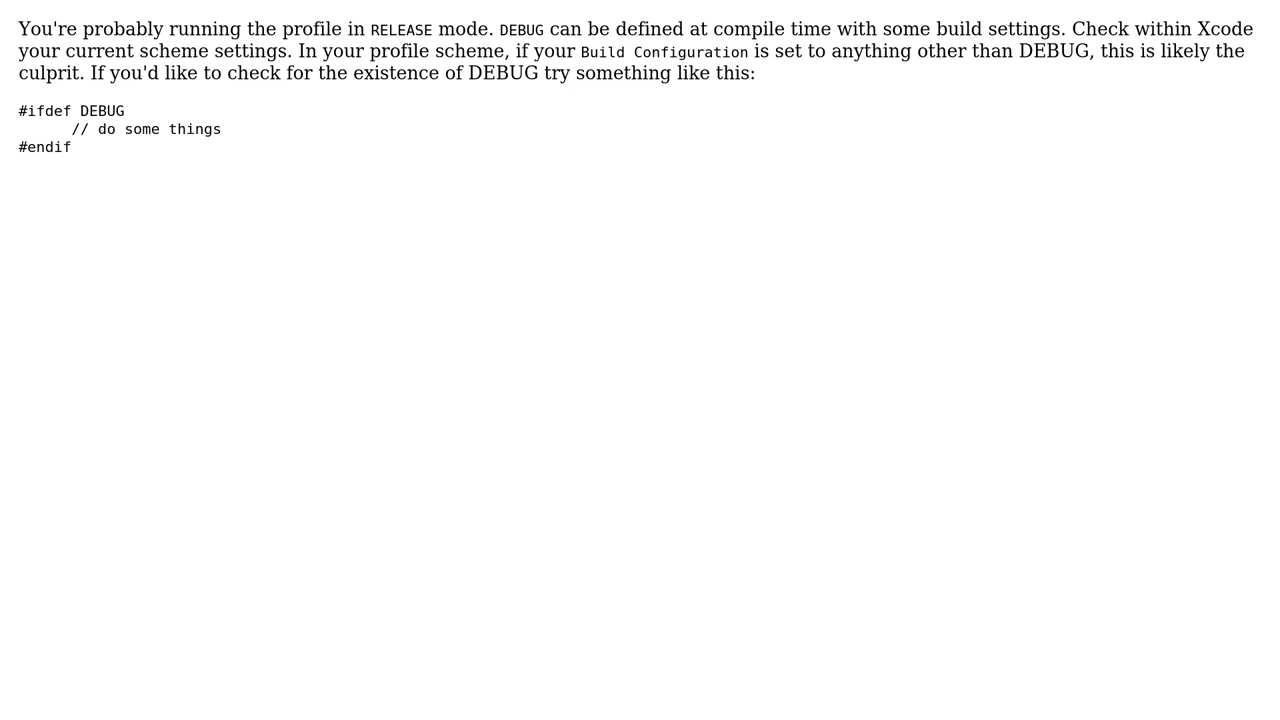 You're probably running the profile in RELEASE mode. DEBUG can be defined at compile time with some build settings. Check within Xcode
your current scheme settings. In your profile scheme, if your Build Configuration is set to anything other than DEBUG, this is likely the
culprit. If you'd like to check for the existence of DEBUG try something like this:
#ifdef DEBUG
      // do some things
#endif